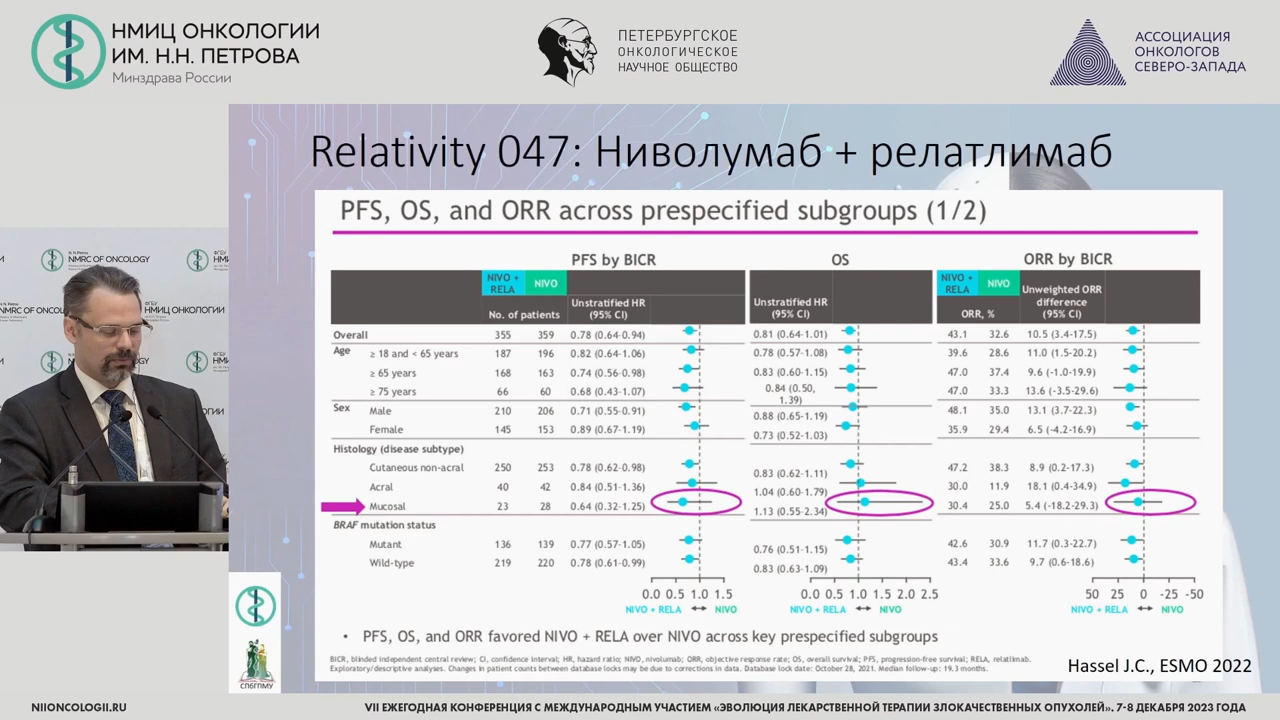 НМИЦ ОНКОЛОГИИ
ИМ. Н.Н. ПЕТРОВА
Минздрава России
ПЕТЕРБУРГСКОЕ
ОНКОЛОГИЧЕСКОЕ
НАУЧНОЕ ОБЩЕСТВО
АССОЦИАЦИЯ
ОНКОЛОГОВ
СЕВЕРО-ЗАПАДА
NMRC OF ONCOLOGY
Relativity 047: Ниволумаб + релатлимаб
PFS, OS, and ORR across prespecified subgroups (1/2)
PFS by BICR OS ORR by BICR
NIVO + RELA NIVO Unstratified HR (95% CI) Unstratified HR (95% CI) NIVO + RELA NIVO Unweighted ORR difference (95% CI)
No. of patients ORR, %
Overall 355 359 0.78 (0.64-0.94) 0.81 (0.64-1.01) 43.1 32.6 10.5 (3.4-17.5)
Age ≥ 18 and < 65 years 187 196 0.82 (0.64-1.06) 0.78 (0.57-1.08) 39.6 28.6 11.0 (1.5-20.2)
≥ 65 years 168 163 0.74 (0.56-0.98) 0.83 (0.60-1.15) 47.0 37.4 9.6 (-1.0-19.9)
≥ 75 years 66 60 0.68 (0.43-1.07) 0.84 (0.50, 1.39) 47.0 33.3 13.6 (-3.5-29.6)
Sex Male 210 206 0.71 (0.55-0.91) 0.88 (0.65-1.19) 48.1 35.0 13.1 (3.7-22.3)
Female 145 153 0.89 (0.67-1.19) 0.73 (0.52-1.03) 35.9 29.4 6.5 (-4.2-16.9)
Histology (disease subtype)
Cutaneous non-acral 250 253 0.78 (0.62-0.98) 0.83 (0.62-1.11) 47.2 38.3 8.9 (0.2-17.3)
Acral 40 42 0.84 (0.51-1.36) 1.04 (0.60-1.79) 30.0 11.9 18.1 (0.4-34.9)
Mucosal 23 28 0.64 (0.32-1.25) 1.13 (0.55-2.34) 30.4 25.0 5.4 (-18.2-29.3)
BRAF mutation status
Mutant 136 139 0.77 (0.57-1.05) 0.76 (0.51-1.15) 42.6 30.9 11.7 (0.3-22.7)
Wild-type 219 220 0.78 (0.61-0.99) 0.83 (0.63-1.09) 43.4 33.6 9.7 (0.6-18.6)
0.0 0.5 1.0 1.5 0.0 0.5 1.0 1.5 2.0 2.5 50 25 0 -25 -50
NIVO + RELA ↔ NIVO NIVO + RELA ↔ NIVO NIVO + RELA ↔ NIVO
• PFS, OS, and ORR favored NIVO + RELA over NIVO across key prespecified subgroups
BICR, blinded independent central review; CI, confidence interval; HR, hazard ratio; NIVO, nivolumab; ORR, objective response rate; OS, overall survival; PFS, progression-free survival; RELA, relatlimab.
Exploratory/descriptive analyses. Changes in patient counts between database locks may be due to corrections in data. Database lock date: October 28, 2021. Median follow-up: 19.3 months.
Hassel J.C., ESMO 2022
СПбГПМУ
NIIONCOLOGII.RU
VII ЕЖЕГОДНАЯ КОНФЕРЕНЦИЯ С МЕЖДУНАРОДНЫМ УЧАСТИЕМ «ЭВОЛЮЦИЯ ЛЕКАРСТВЕННОЙ ТЕРАПИИ ЗЛОКАЧЕСТВЕННЫХ ОПУХОЛЕЙ». 7-8 ДЕКАБРЯ 2023 ГОДА